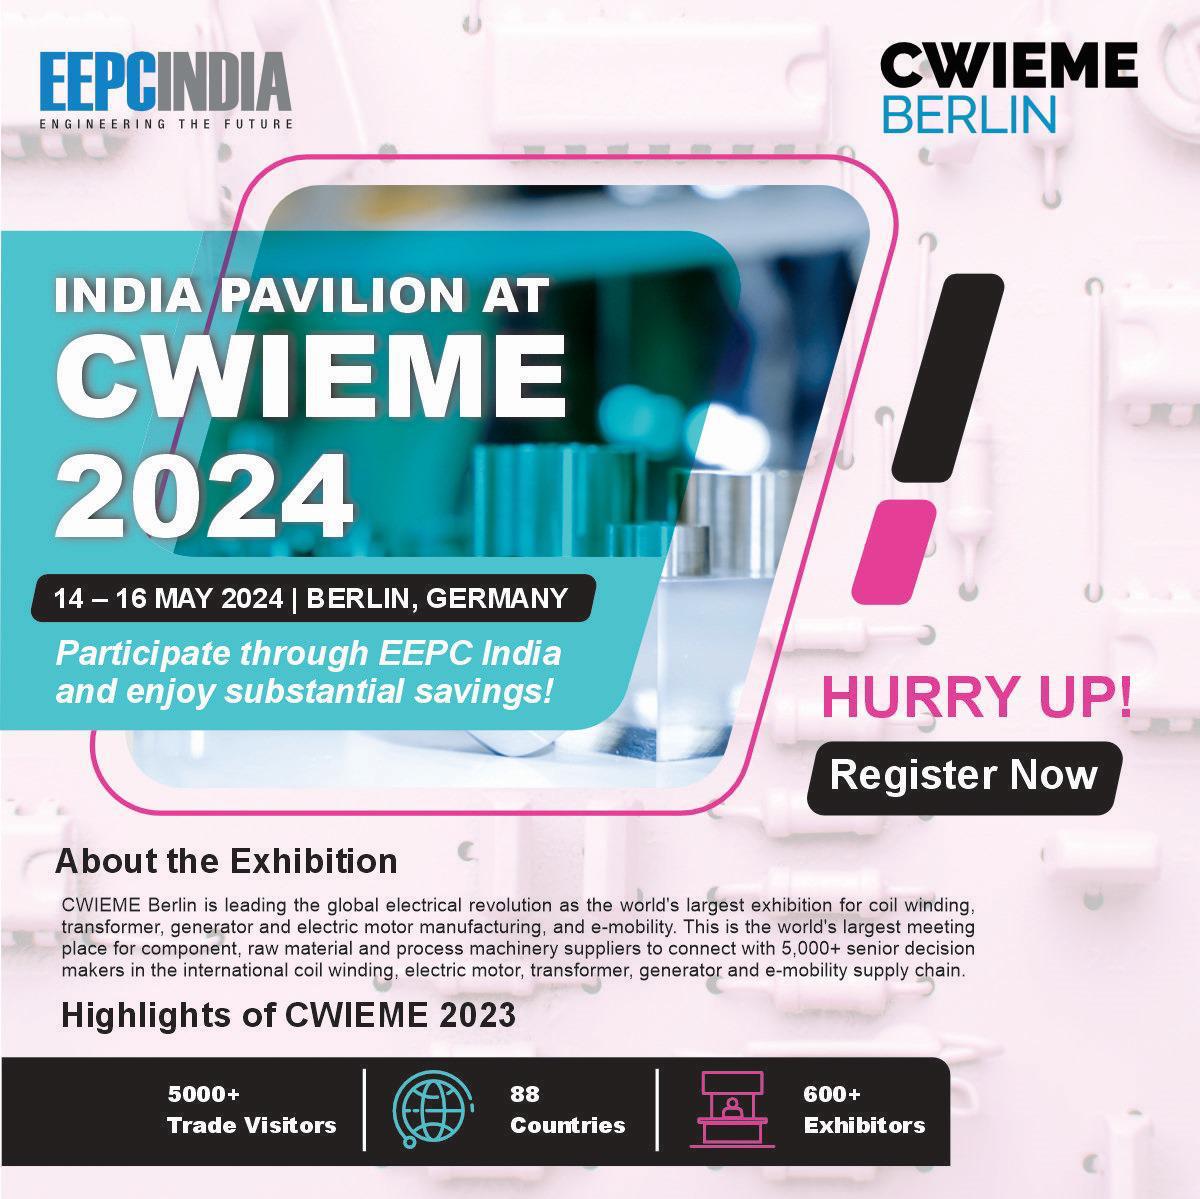 EEPCINDIA
ENGINEERING THE FUTURE
CWIEME
BERLIN
INDIA PAVILION AT
CWIEME
2024
14 – 16 MAY 2024 | BERLIN, GERMANY
Participate through EEPC India
and enjoy substantial savings!
HURRY UP!
Register Now
About the Exhibition
CWIEME Berlin is leading the global electrical revolution as the world's largest exhibition for coil winding,
transformer, generator and electric motor manufacturing, and e-mobility. This is the world's largest meeting
place for component, raw material and process machinery suppliers to connect with 5,000+ senior decision
makers in the international coil winding, electric motor, transformer, generator and e-mobility supply chain.
Highlights of CWIEME 2023
5000+
Trade Visitors
88
Countries
600+
Exhibitors